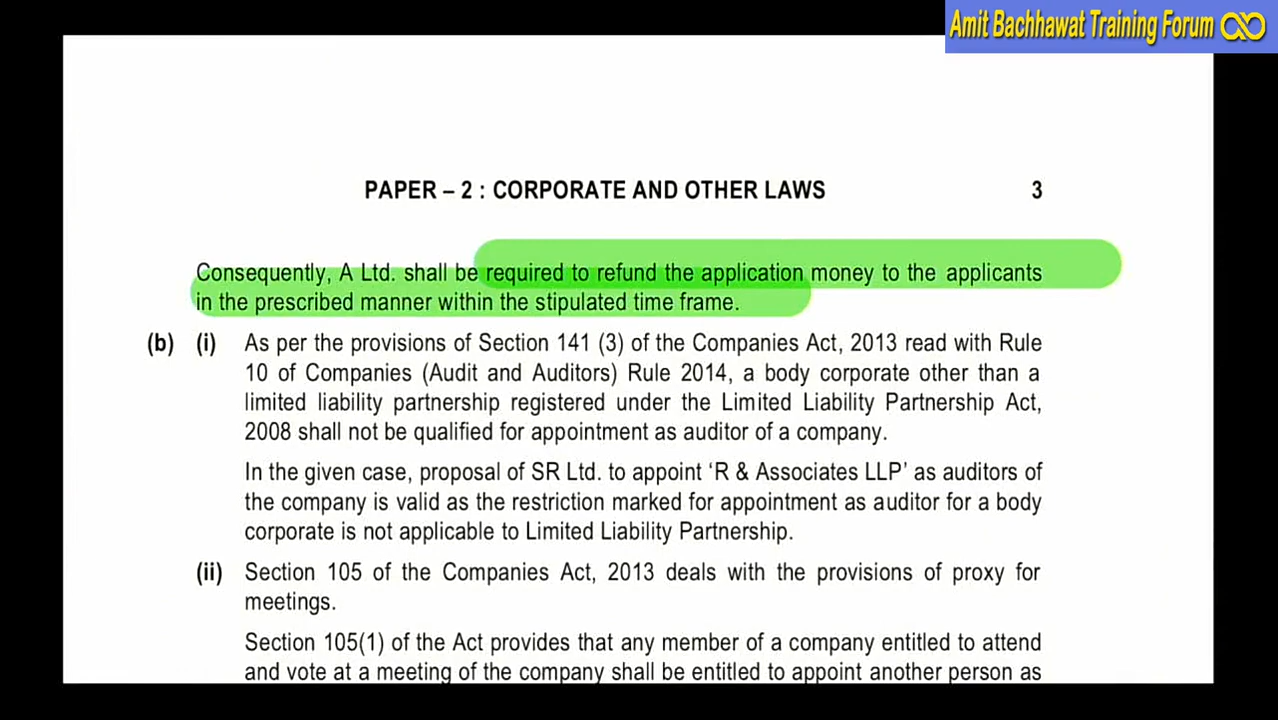 Amit Bachhawat Training Forum
PAPER – 2 : CORPORATE AND OTHER LAWS 3
Consequently, A Ltd. shall be required to refund the application money to the applicants
in the prescribed manner within the stipulated time frame.
(b) (i) As per the provisions of Section 141 (3) of the Companies Act, 2013 read with Rule
10 of Companies (Audit and Auditors) Rule 2014, a body corporate other than a
limited liability partnership registered under the Limited Liability Partnership Act,
2008 shall not be qualified for appointment as auditor of a company.
In the given case, proposal of SR Ltd. to appoint ‘R & Associates LLP’ as auditors of
the company is valid as the restriction marked for appointment as auditor for a body
corporate is not applicable to Limited Liability Partnership.
(ii) Section 105 of the Companies Act, 2013 deals with the provisions of proxy for
meetings.
Section 105(1) of the Act provides that any member of a company entitled to attend
and vote at a meeting of the company shall be entitled to appoint another person as